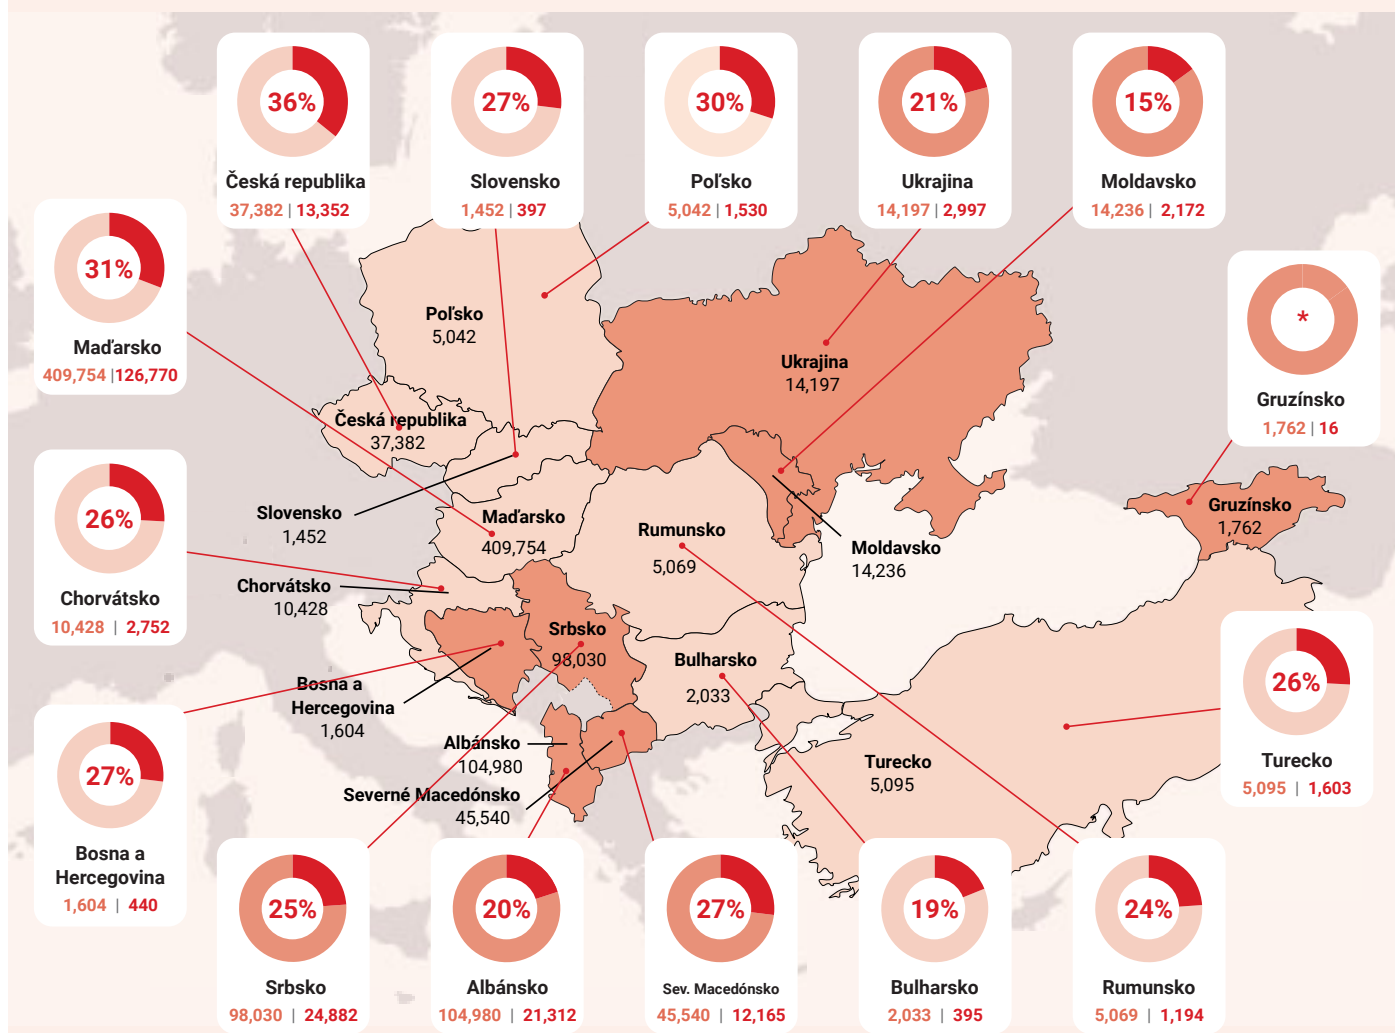 36%
Česká republika
37,382 | 13,352
27%
Slovensko
1,452 | 397
30%
Poľsko
5,042 | 1,530
21%
Ukrajina
14,197 | 2,997
15%
Moldavsko
14,236 | 2,172
31%
Maďarsko
409,754 | 126,770
*
Gruzínsko
1,762 | 16
Poľsko
5,042
Ukrajina
14,197
Česká republika
37,382
Slovensko
1,452
Maďarsko
409,754
Rumunsko
5,069
Moldavsko
14,236
Gruzínsko
1,762
26%
Chorvátsko
10,428 | 2,752
Chorvátsko
10,428
Srbsko
98,030
Bulharsko
2,033
Bosna a
Hercegovina
1,604
Albánsko
104,980
Severné Macedónsko
45,540
Turecko
5,095
26%
Turecko
5,095 | 1,603
27%
Bosna a
Hercegovina
1,604 | 440
25%
Srbsko
98,030 | 24,882
20%
Albánsko
104,980 | 21,312
27%
Sev. Macedónsko
45,540 | 12,165
19%
Bulharsko
2,033 | 395
24%
Rumunsko
5,069 | 1,194